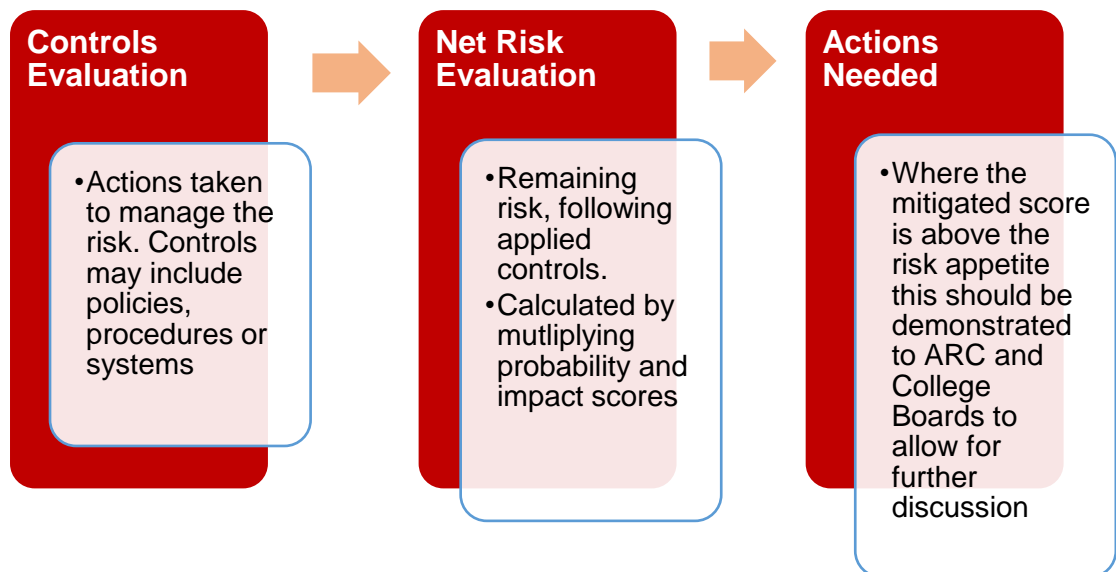 Controls
Evaluation
•Actions taken
to manage the
risk. Controls
may include
policies,
procedures or
systems
Net Risk
Evaluation
•Remaining
risk, following
applied
controls.
•Calculated by
mutliplying
probability and
impact scores
Actions
Needed
•Where the
mitigated score
is above the
risk appetite
this should be
demonstrated
to ARC and
College
Boards to
allow for
further
discussion